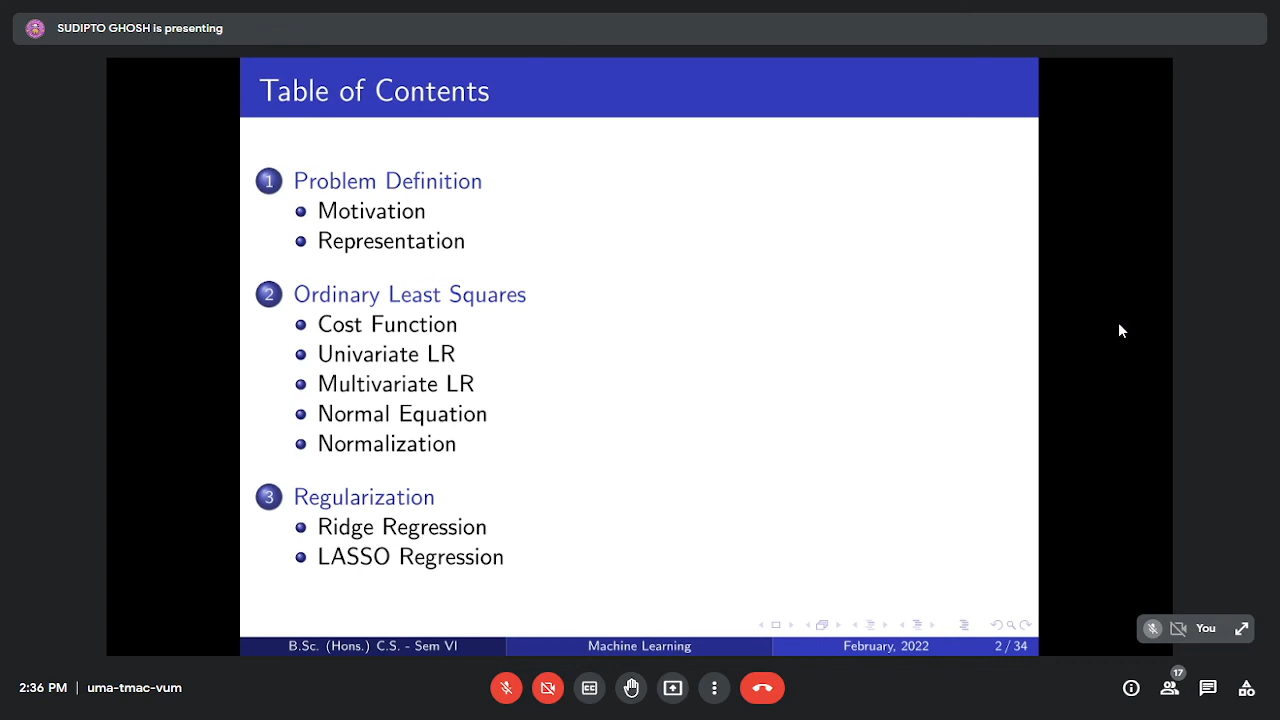 SUDIPTO GHOSH is presenting
Table of Contents
1 Problem Definition
Motivation
Representation
2 Ordinary Least Squares
Cost Function
Univariate LR
Multivariate LR
Normal Equation
Normalization
3 Regularization
Ridge Regression
LASSO Regression
B.Sc. (Hons.) C.S. - Sem VI Machine Learning February, 2022 2 / 34
You
17
2:36 PM | uma-tmac-vum